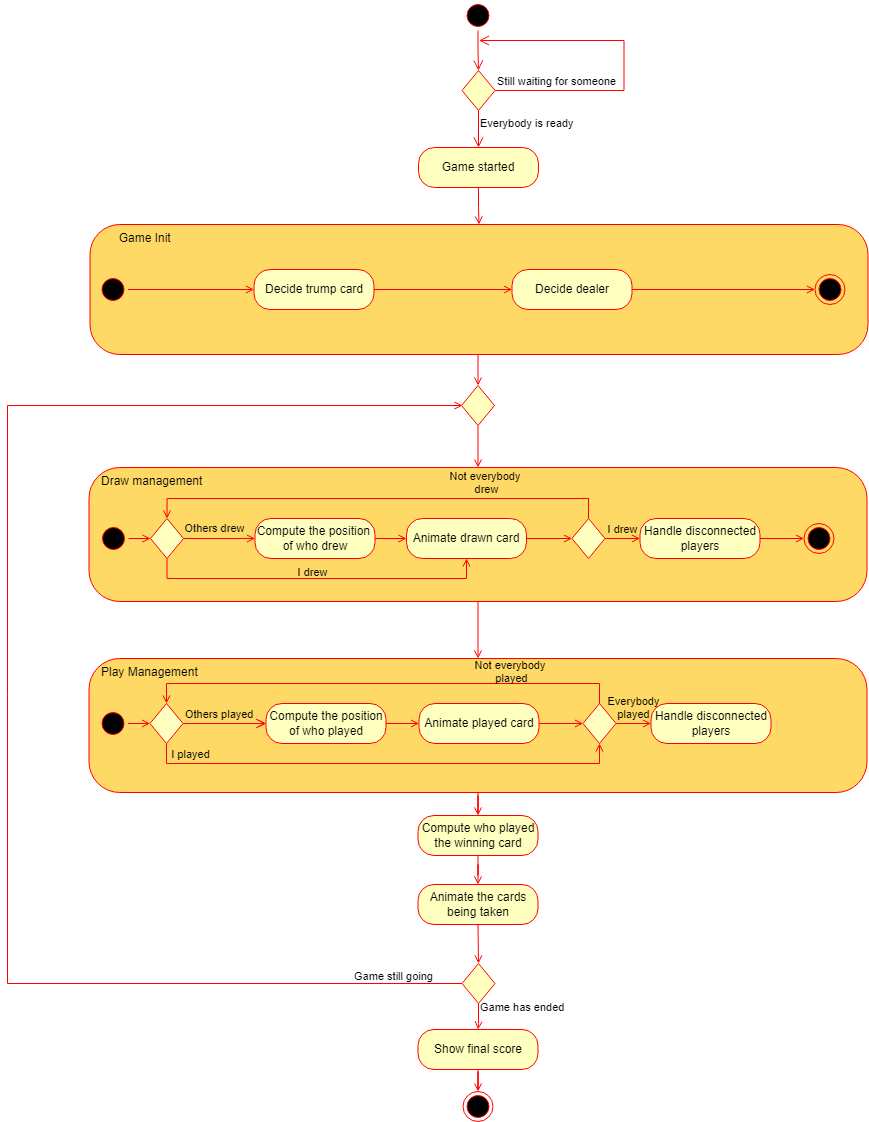 Still waiting for someone
Everybody is ready
Game started
Game Init
Decide trump card
Decide dealer
Draw management
Not everybody
drew
Others drew
Compute the position
of who drew
Animate drawn card
I drew
Handle disconnected
players
I drew
Play Management
Not everybody
played
Others played
Compute the position
of who played
Animate played card
Everybody
played
Handle disconnected
players
I played
Compute who played
the winning card
Animate the cards
being taken
Game still going
Game has ended
Show final score